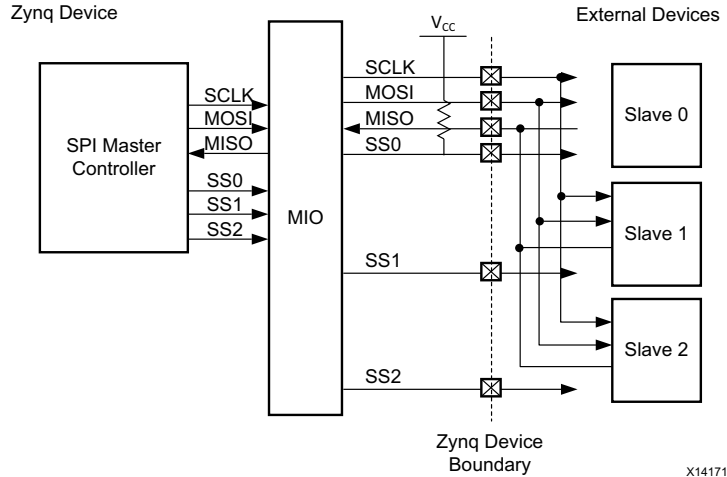 Zynq Device
External Devices
VCC
SCLK
MOSI
MISO
SS0
SCLK
MOSI
MISO
SS0
SS1
SS2
SPI Master
Controller
MIO
SS1
SS2
Slave 0
Slave 1
Slave 2
Zynq Device
Boundary
X14171